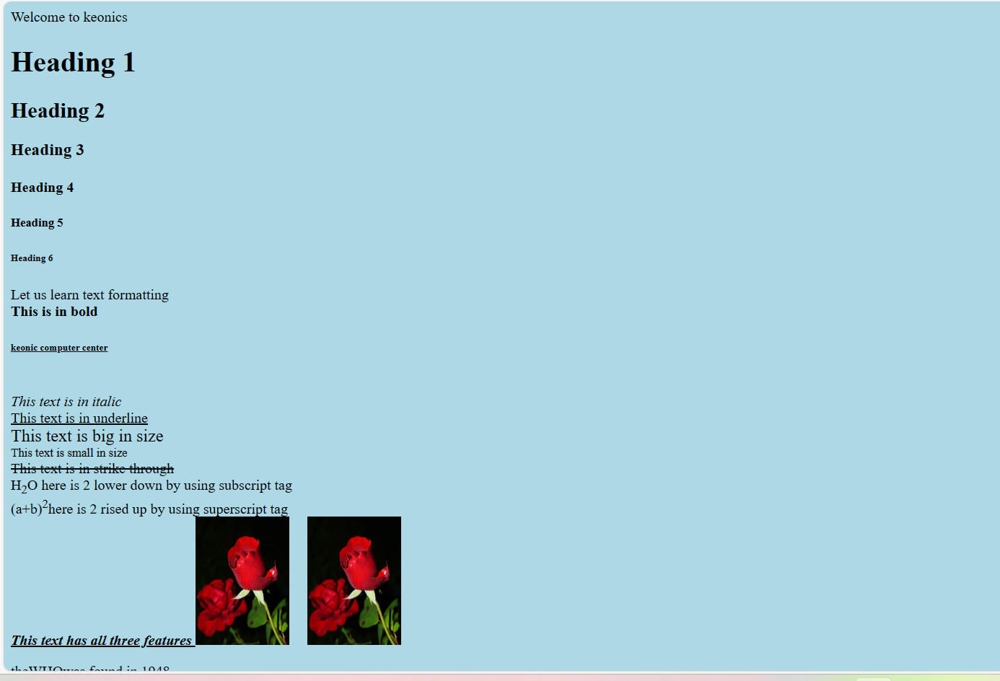 Welcome to keonics
Heading 1
Heading 2
Heading 3
Heading 4
Heading 5
Heading 6
Let us learn text formatting
This is in bold
keonic computer center
This text is in italic
This text is in underline
This text is big in size
This text is small in size
This text is in strike through
H₂O here is 2 lower down by using subscript tag
(a+b)²here is 2 rised up by using superscript tag
This text has all three features
theWHOwas found in 1948